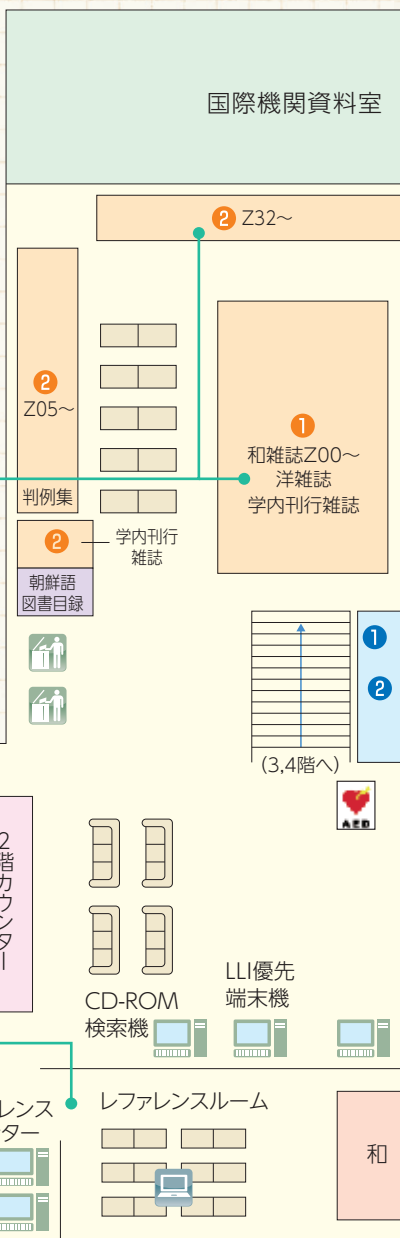 国際機関資料室
❷ Z32〜
❷
Z05〜
判例集
❶
和雑誌Z00〜
洋雑誌
学内刊行雑誌
❷
学内刊行
雑誌
朝鮮語
図書目録
❶
❷
(3,4階へ)
AED
2階カウンター
LLI優先
端末機
CD-ROM
検索機
レンス
ター
レファレンスルーム
和